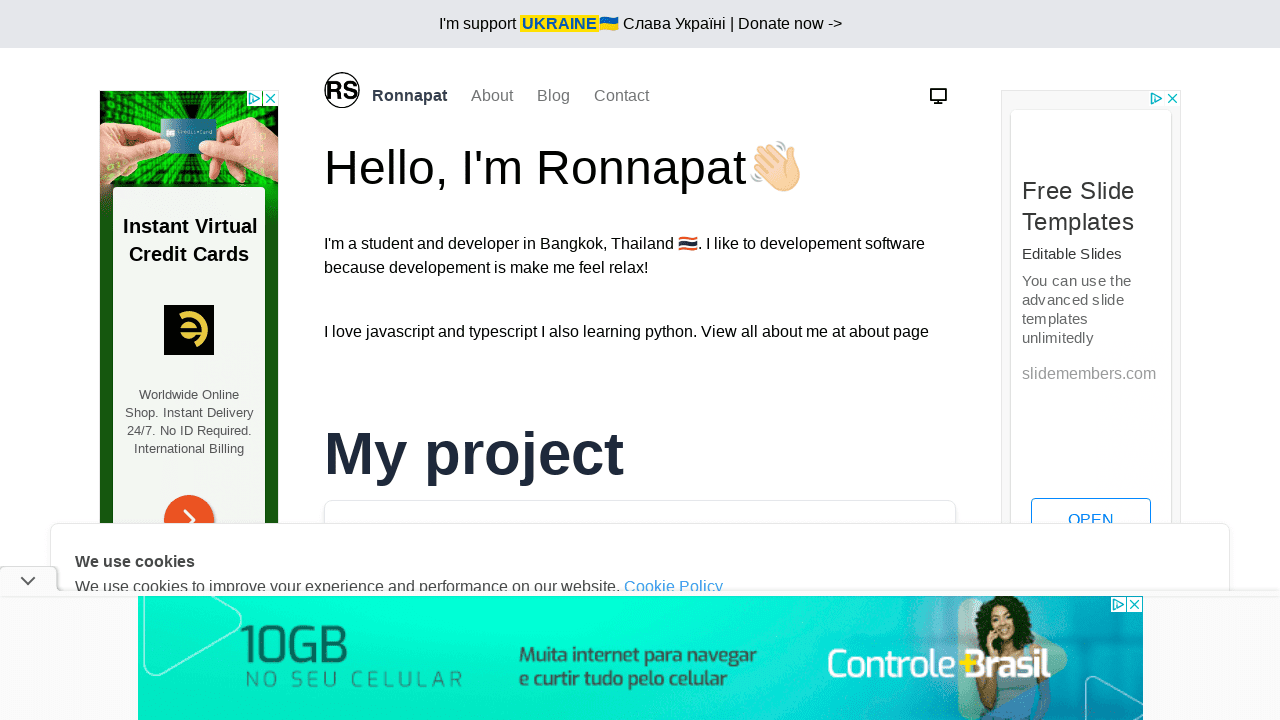 I'm support UKRAINE🇺🇦 Слава Україні | Donate now ->
RS Ronnapat About Blog Contact
Hello, I'm Ronnapat👋🏻
I'm a student and developer in Bangkok, Thailand 🇹🇭. I like to developement software
because developement is make me feel relax!
I love javascript and typescript I also learning python. View all about me at about page
My project
Instant Virtual
Credit Cards
Worldwide Online
Shop. Instant Delivery
24/7. No ID Required.
International Billing
Free Slide
Templates
Editable Slides
You can use the
advanced slide
templates
unlimitedly
slidemembers.com
OPEN
We use cookies
We use cookies to improve your experience and performance on our website. Cookie Policy
10GB
NO SEU CELULAR
Muita internet para navegar
e curtir tudo pelo celular
Controle+Brasil